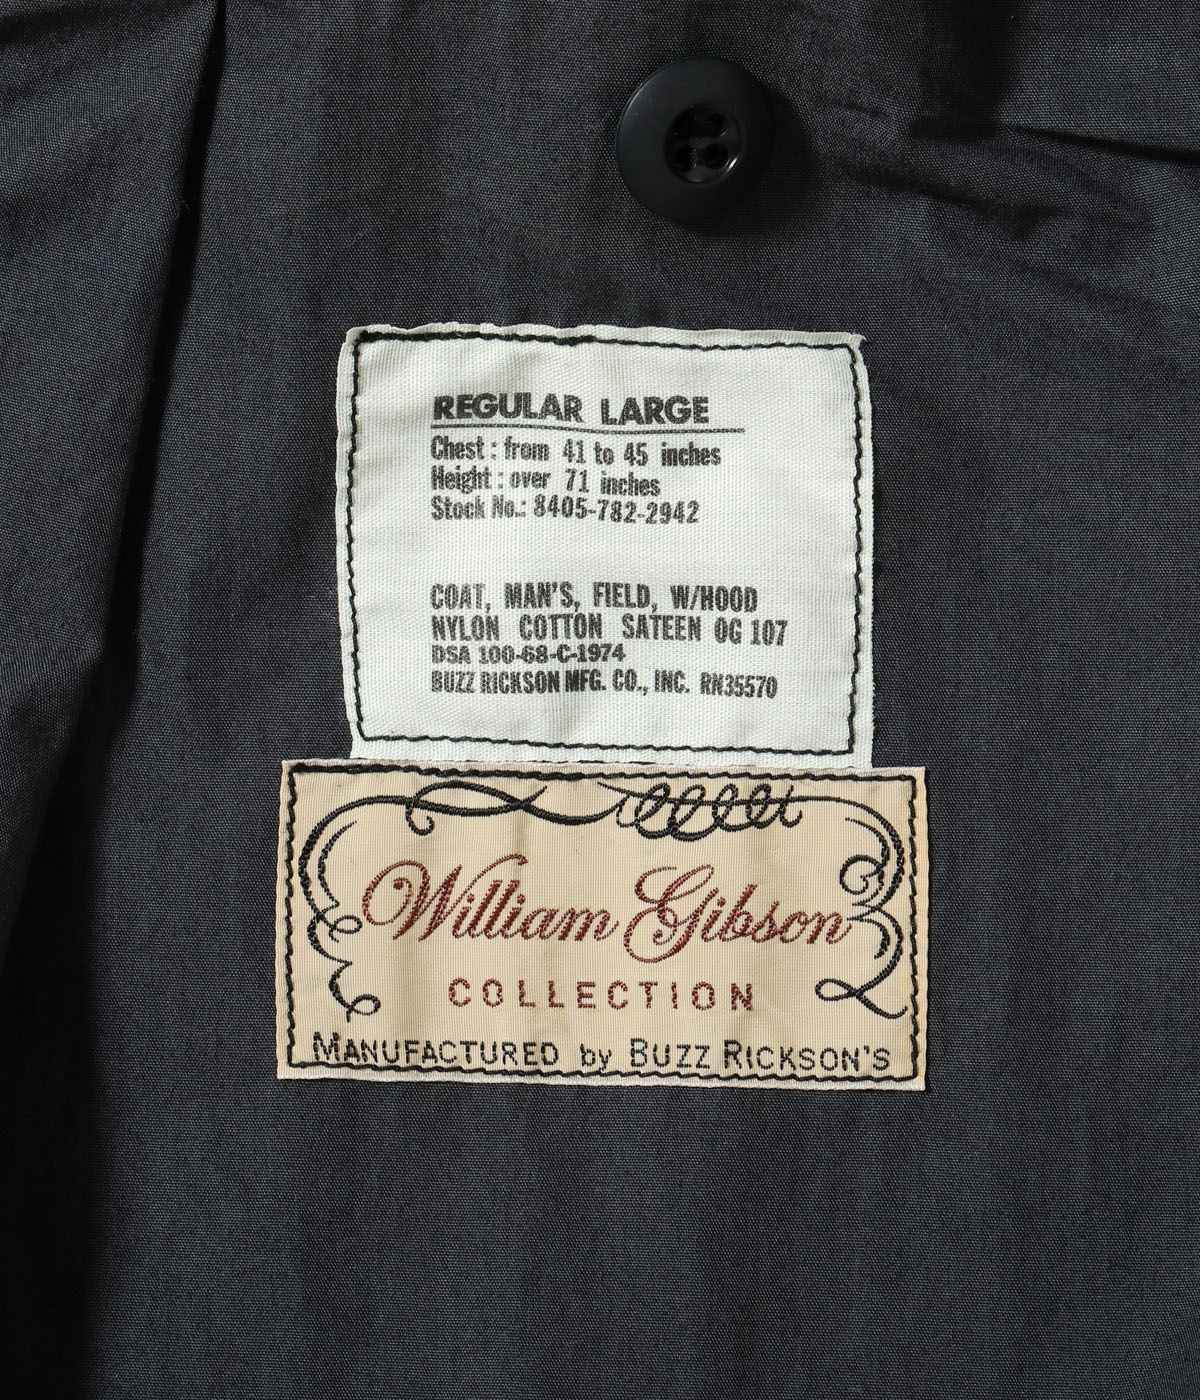 REGULAR LARGE
Chest : from 41 to 45 inches
Height : over 71 inches
Stock No.: 8405-782-2942
COAT, MAN'S, FIELD, W/HOOD
NYLON COTTON SATEEN OG 107
DSA 100-68-C-1974
BUZZ RICKSON MFG. CO., INC. RN35570
William Gibson
COLLECTION
MANUFACTURED by BUZZ RICKSON'S